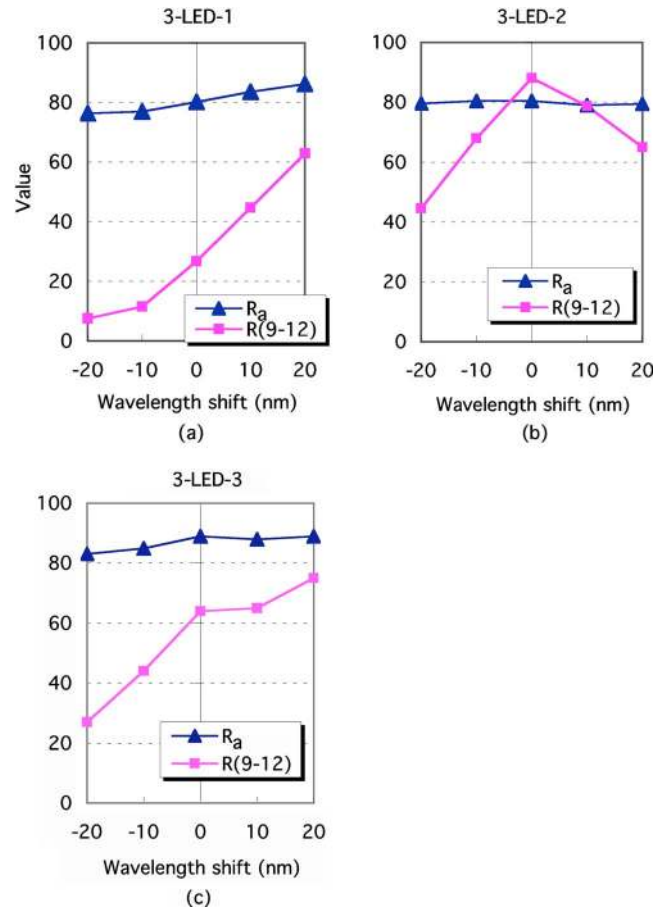 3-LED-1
100
80
60
40
20
0
Value
Ra
R(9-12)
-20 -10 0 10 20
Wavelength shift (nm)
(a)
3-LED-2
100
80
60
40
20
0
Ra
R(9-12)
-20 -10 0 10 20
Wavelength shift (nm)
(b)
3-LED-3
100
80
60
40
20
0
Ra
R(9-12)
-20 -10 0 10 20
Wavelength shift (nm)
(c)